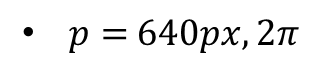 • p = 640px, 2π